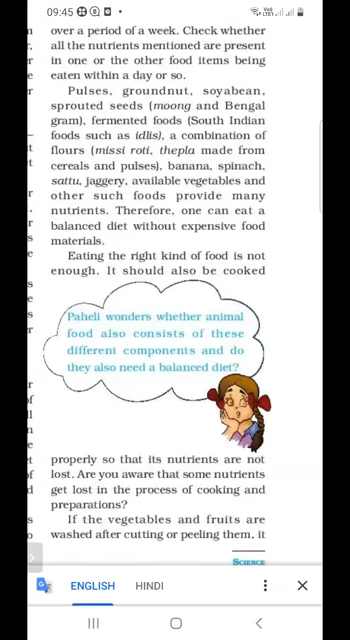 09:45
over a period of a week. Check whether
all the nutrients mentioned are present
in one or the other food items being
eaten within a day or so.
Pulses, groundnut, soyabean,
sprouted seeds (moong and Bengal
gram), fermented foods (South Indian
foods such as idlis), a combination of
flours (missi roti, thepla made from
cereals and pulses), banana, spinach,
sattu, jaggery, available vegetables and
other such foods provide many
nutrients. Therefore, one can eat a
balanced diet without expensive food
materials.
Eating the right kind of food is not
enough. It should also be cooked
Paheli wonders whether animal
food also consists of these
different components and do
they also need a balanced diet?
properly so that its nutrients are not
lost. Are you aware that some nutrients
get lost in the process of cooking and
preparations?
If the vegetables and fruits are
washed after cutting or peeling them, it
SCIENCE
ENGLISH HINDI